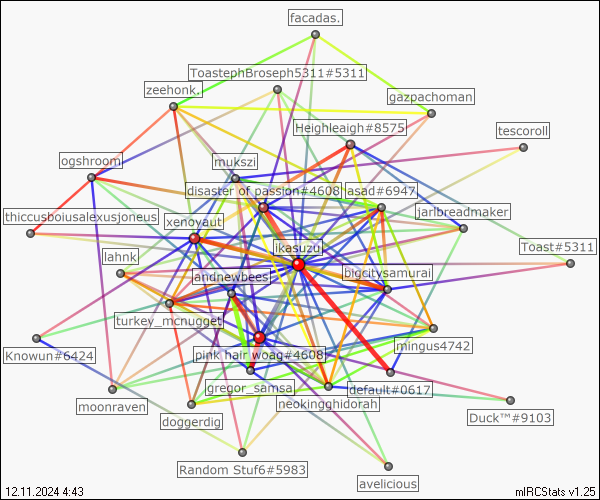 facadas.
ToastephBroseph5311#5311
zeehonk.
gazpachoman
Heighleaigh#8575
tescoroll
mukszi
ogshroom
disaster of passion#4608
asad#6947
jarlbreadmaker
thiccusboiusalexusjoneus
xenoyaut
ikasuzu
Toast#5311
lahnk
andnewbees
bigcitysamurai
turkey_mcnugget
mingus4742
Knowun#6424
pink hair woag#4608
gregor_samsa
default#0617
moonraven
neokingghidorah
doggerdig
Duck™#9103
Random Stuf6#5983
avelicious
12.11.2024 4:43
mIRCStats v1.25